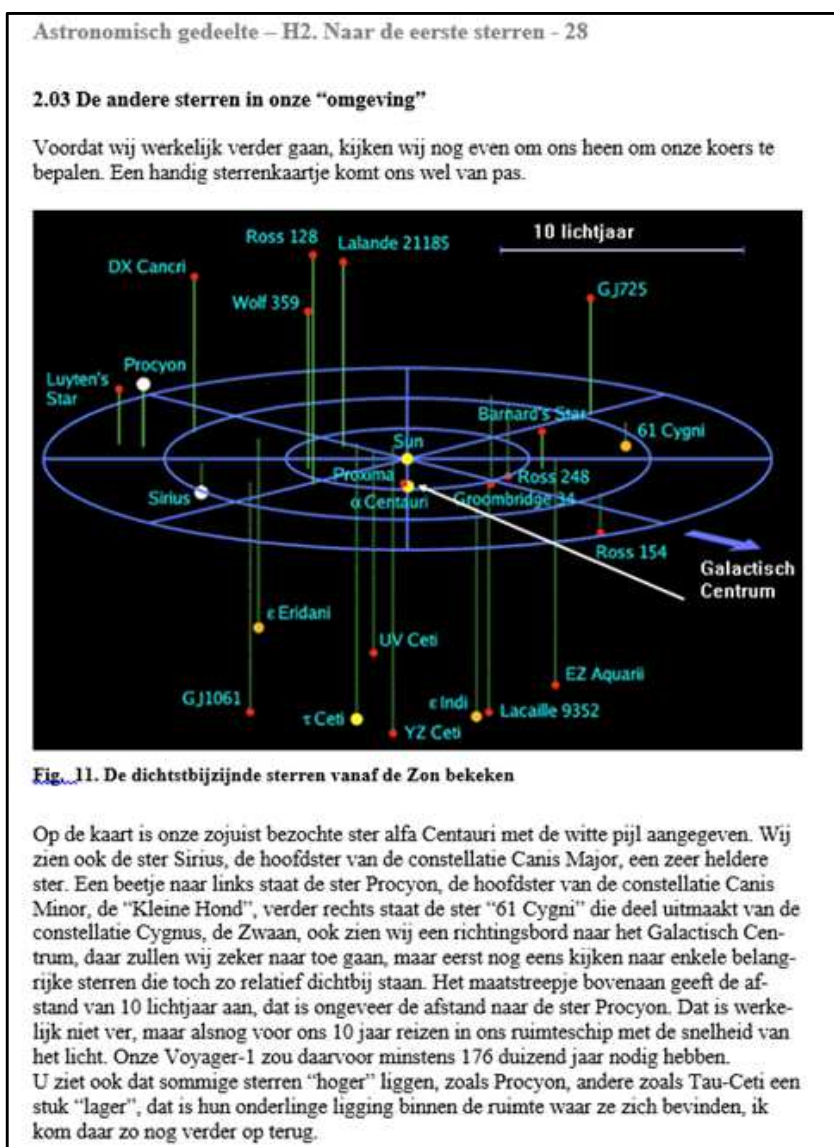 Astronomisch gedeelte – H2. Naar de eerste sterren - 28
2.03 De andere sterren in onze “omgeving”
Voordat wij werkelijk verder gaan, kijken wij nog even om ons heen om onze koers te
bepalen. Een handig sterrenkaartje komt ons wel van pas.
10 lichtjaar
Ross 128
Lalande 21185
DX Cancri
GJ725
Wolf 359
Procyon
Luyten's
Star
Barnard's Star
61 Cygni
Sun
Proxima
Ross 248
Sirius
α Centauri
Groombridge 34
Ross 154
Galactisch
Centrum
ε Eridani
UV Ceti
EZ Aquarii
GJ1061
ε Indi
Lacaille 9352
τ Ceti
YZ Ceti
Fig. 11. De dichtstbijzijnde sterren vanaf de Zon bekeken
Op de kaart is onze zojuist bezochte ster alfa Centauri met de witte pijl aangegeven. Wij
zien ook de ster Sirius, de hoofdster van de constellatie Canis Major, een zeer heldere
ster. Een beetje naar links staat de ster Procyon, de hoofdster van de constellatie Canis
Minor, de “Kleine Hond”, verder rechts staat de ster “61 Cygni” die deel uitmaakt van de
constellatie Cygnus, de Zwaan, ook zien wij een richtingsbord naar het Galactisch Cen-
trum, daar zullen wij zeker naar toe gaan, maar eerst nog eens kijken naar enkele belang-
rijke sterren die toch zo relatief dichtbij staan. Het maatstreepje bovenaan geeft de af-
stand van 10 lichtjaar aan, dat is ongeveer de afstand naar de ster Procyon. Dat is werke-
lijk niet ver, maar alsnog voor ons 10 jaar reizen in ons ruimteschip met de snelheid van
het licht. Onze Voyager-1 zou daarvoor minstens 176 duizend jaar nodig hebben.
U ziet ook dat sommige sterren “hoger” liggen, zoals Procyon, andere zoals Tau-Ceti een
stuk “lager”, dat is hun onderlinge ligging binnen de ruimte waar ze zich bevinden, ik
kom daar zo nog verder op terug.